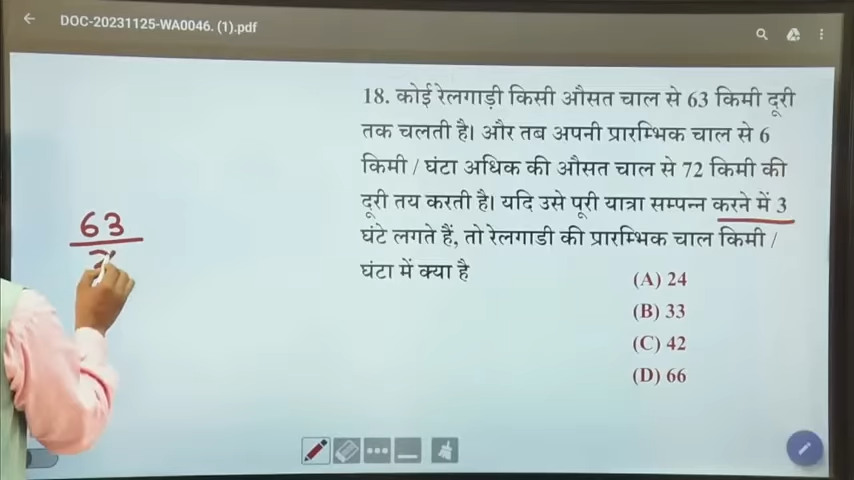 DOC-20231125-WA0046. (1).pdf
18. कोई रेलगाड़ी किसी औसत चाल से 63 किमी दूरी
तक चलती है। और तब अपनी प्रारम्भिक चाल से 6
किमी / घंटा अधिक की औसत चाल से 72 किमी की
दूरी तय करती है। यदि उसे पूरी यात्रा सम्पन्न करने में 3
घंटे लगते हैं, तो रेलगाडी की प्रारम्भिक चाल किमी /
घंटा में क्या है
(A) 24
(B) 33
(C) 42
(D) 66
63